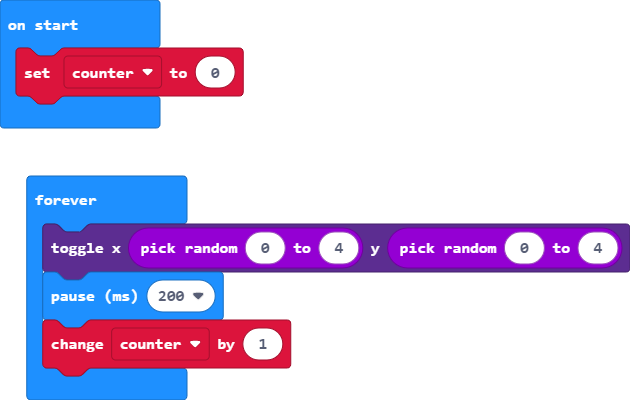 on start
set counter to 0
forever
toggle x pick random 0 to 4 y pick random 0 to 4
pause (ms) 200
change counter by 1